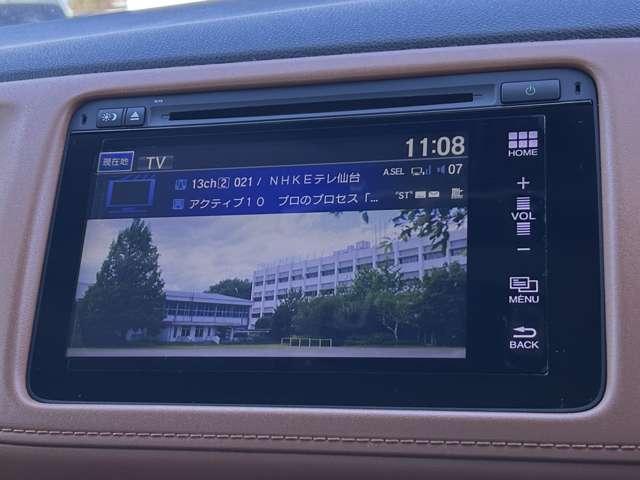 11:08
HOME
現在地 TV
13ch[2] 021/ NHKEテレ仙台
A.SEL 07
アクティブ10 プロのプロセス「...
"ST"
+
VOL
-
MENU
BACK